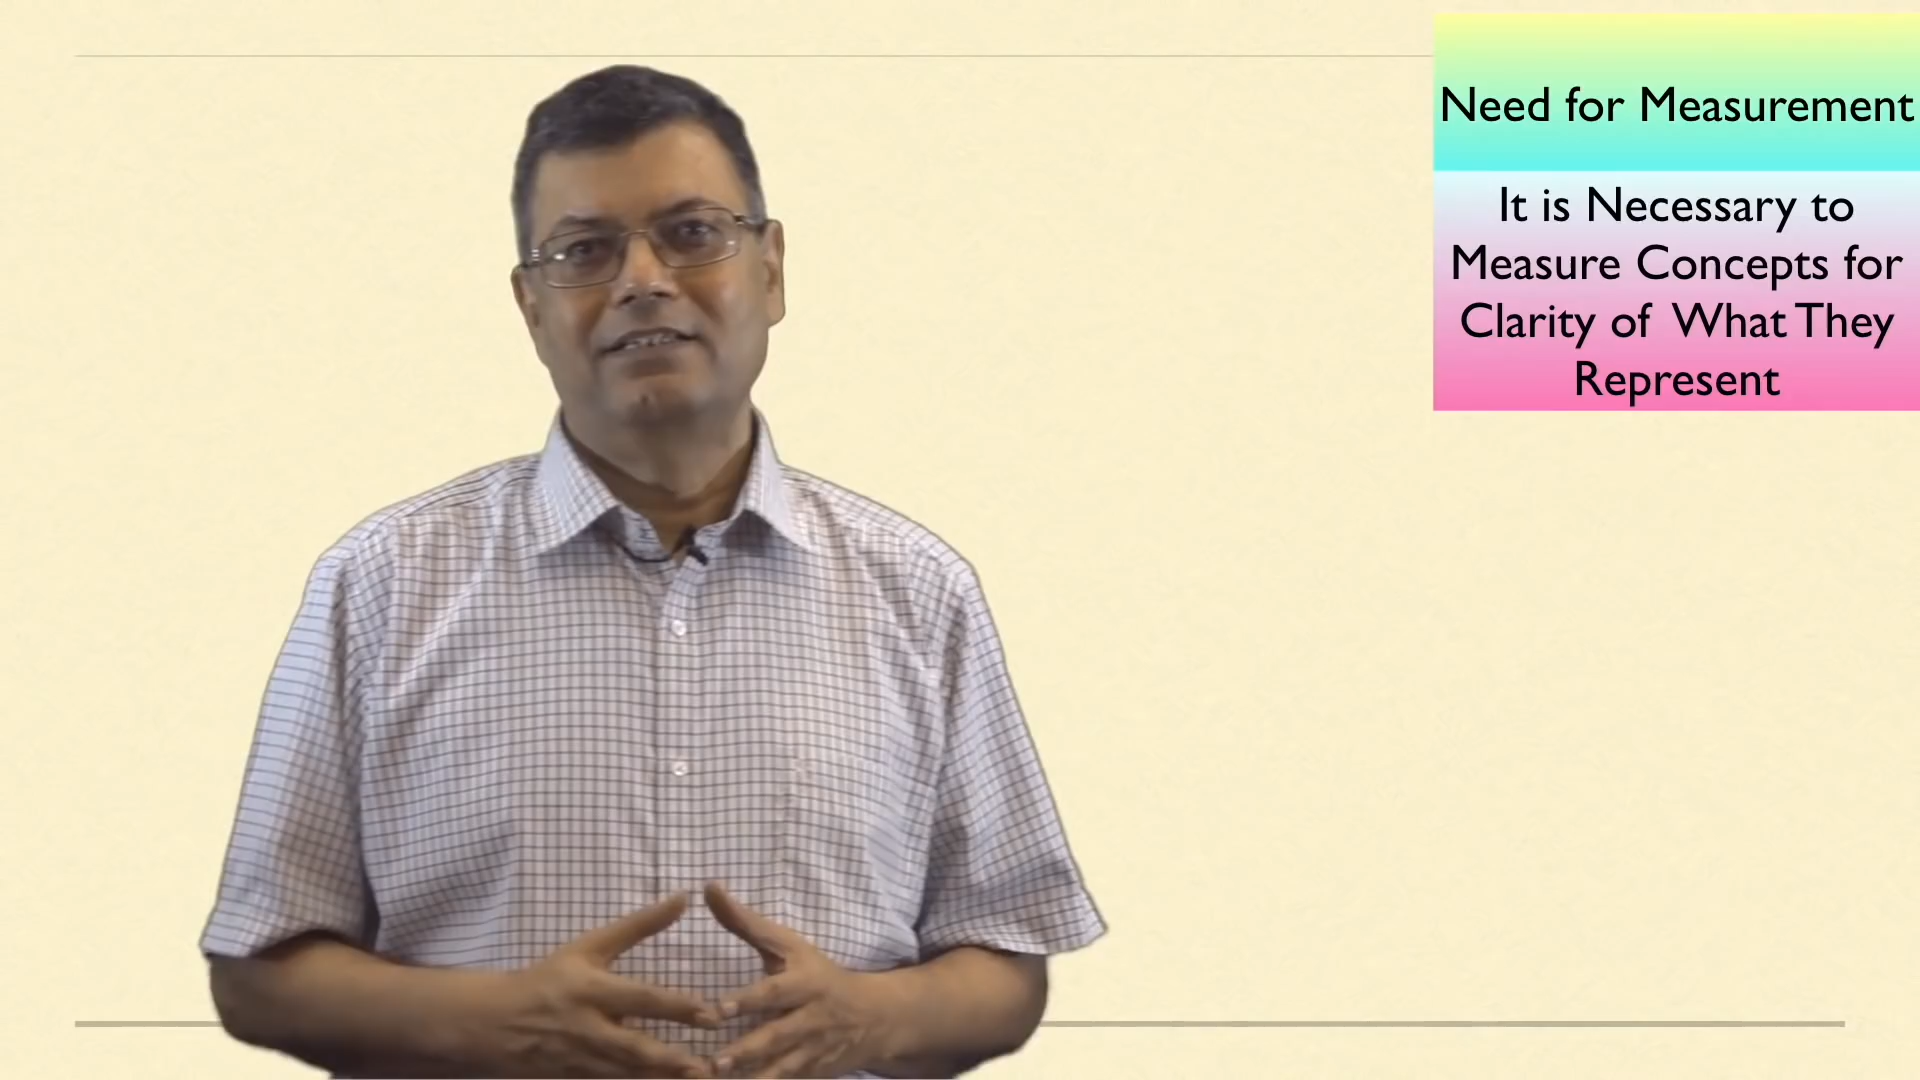 Need for Measurement
It is Necessary to
Measure Concepts for
Clarity of What They
Represent